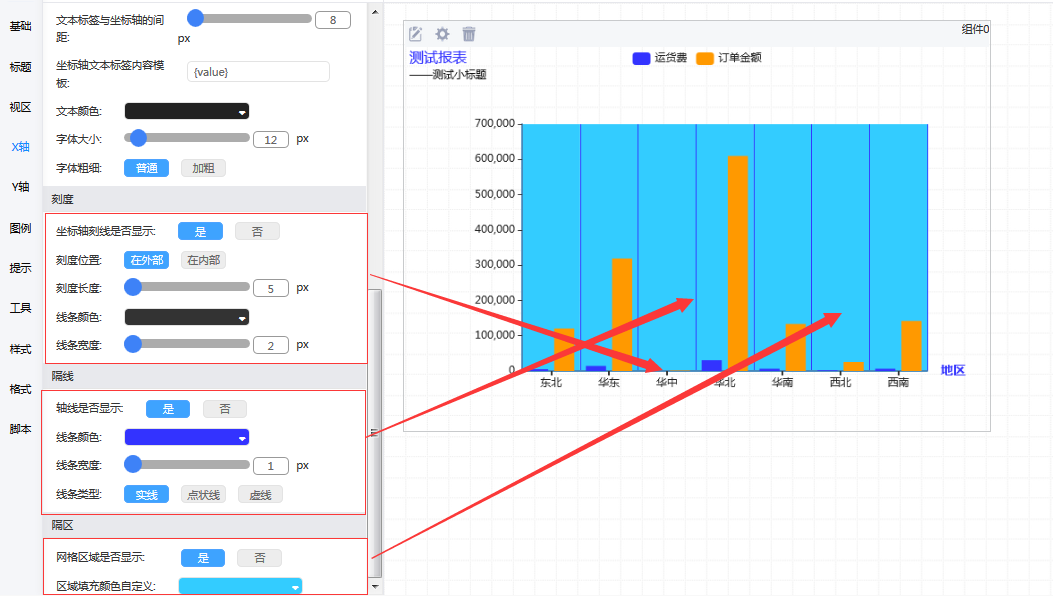 基础
标题
视区
X轴
Y轴
图例
提示
工具
样式
格式
脚本
文本标签与坐标轴的间
距:
8
px
坐标轴文本标签内容模
板:
{value}
文本颜色:
字体大小: 12 px
字体粗细: 普通 加粗
刻度
坐标轴刻线是否显示: 是 否
刻度位置: 在外部 在内部
刻度长度: 5 px
线条颜色:
线条宽度: 2 px
隔线
轴线是否显示: 是 否
线条颜色:
线条宽度: 1 px
线条类型: 实线 点状线 虚线
隔区
网格区域是否显示: 是 否
区域填充颜色自定义:
组件0
测试报表
——测试小标题
运货费 订单金额
700,000
600,000
500,000
400,000
300,000
200,000
100,000
0
东北 华东 华中 华北 华南 西北 西南
地区